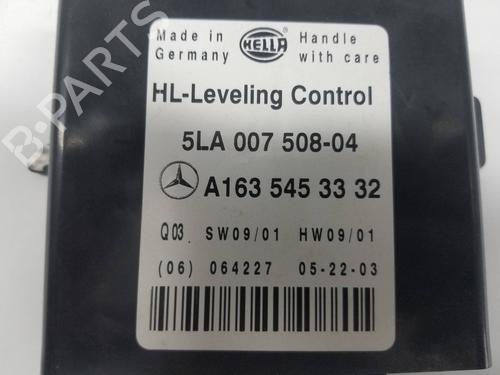 Made in HELLA Handle
Germany with care
HL-Leveling Control
5LA 007 508-04
A163 545 33 32
Q03 SW09/01 HW09/01
(06) 064227 05-22-03
B-PARTS